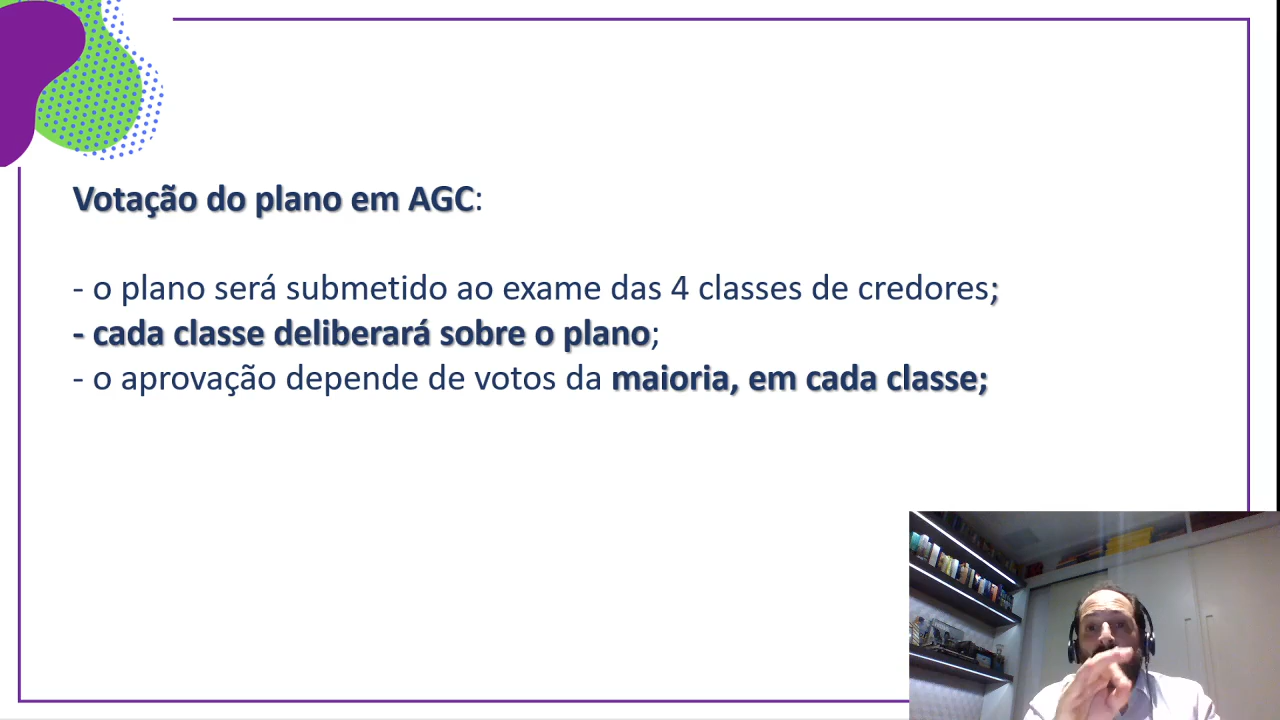 Votação do plano em AGC:
- o plano será submetido ao exame das 4 classes de credores;
- cada classe deliberará sobre o plano;
- o aprovação depende de votos da maioria, em cada classe;